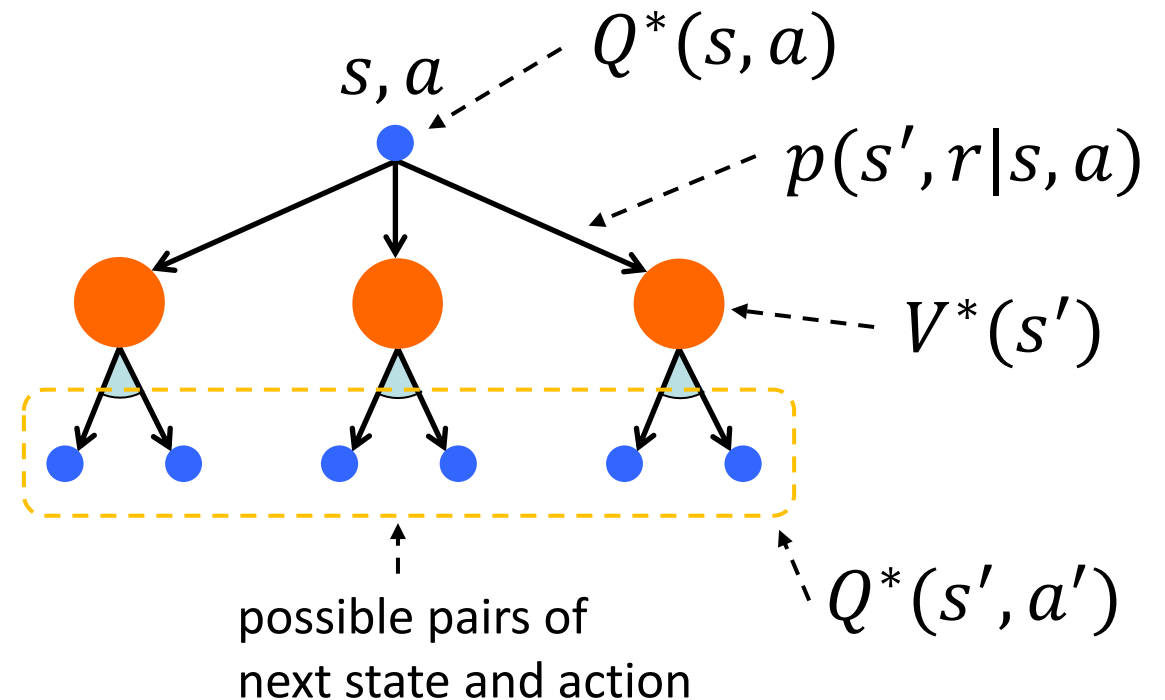 Q*(s, a)
s, a
p(s′, r|s, a)
V*(s′)
Q*(s′, a′)
possible pairs of
next state and action